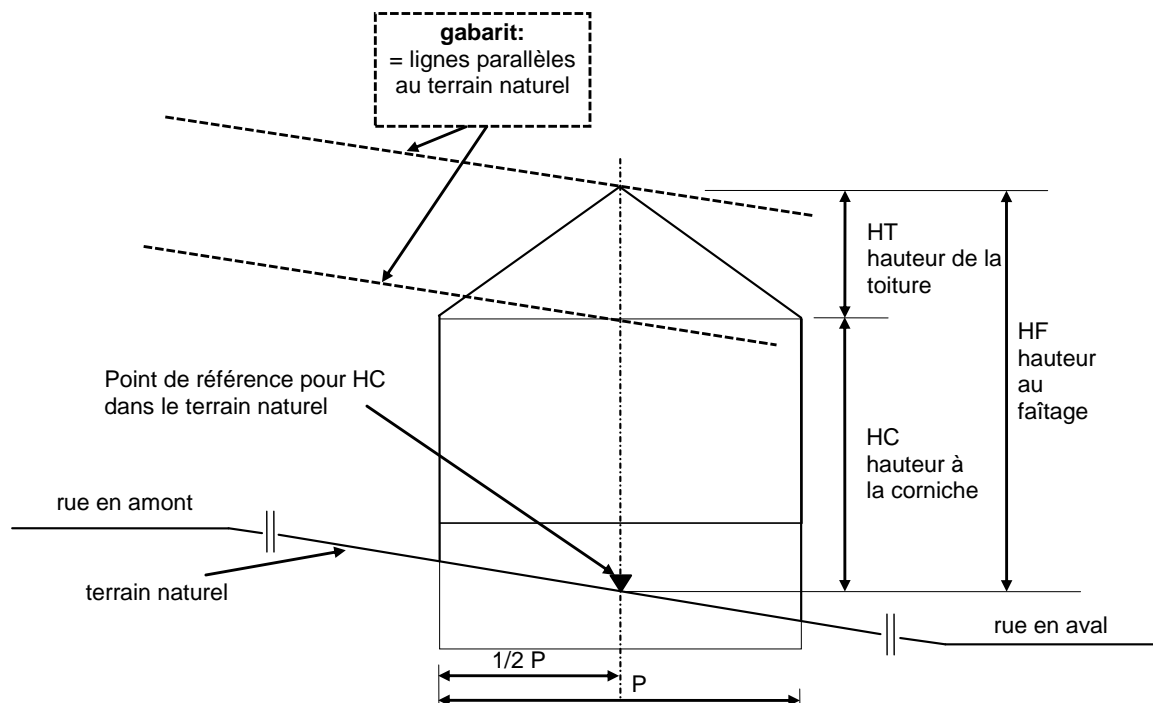 gabarit:
= lignes parallèles
au terrain naturel
HT
hauteur de la
toiture
HF
hauteur
au
faîtage
Point de référence pour HC
dans le terrain naturel
HC
hauteur à
la corniche
rue en amont
terrain naturel
rue en aval
1/2 P
P